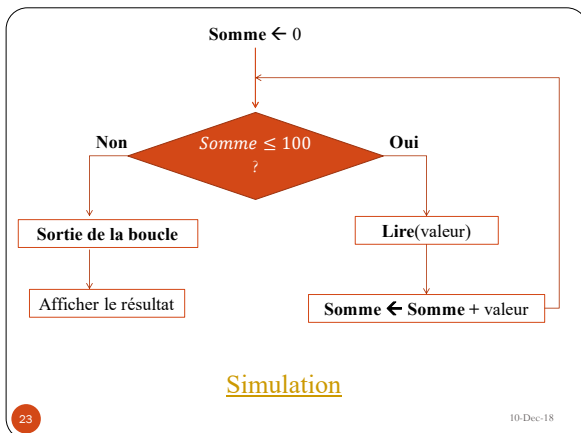 Somme ← 0
Non
Somme ≤ 100
?
Oui
Sortie de la boucle
Lire(valeur)
Afficher le résultat
Somme ← Somme + valeur
Simulation
23
10-Dec-18